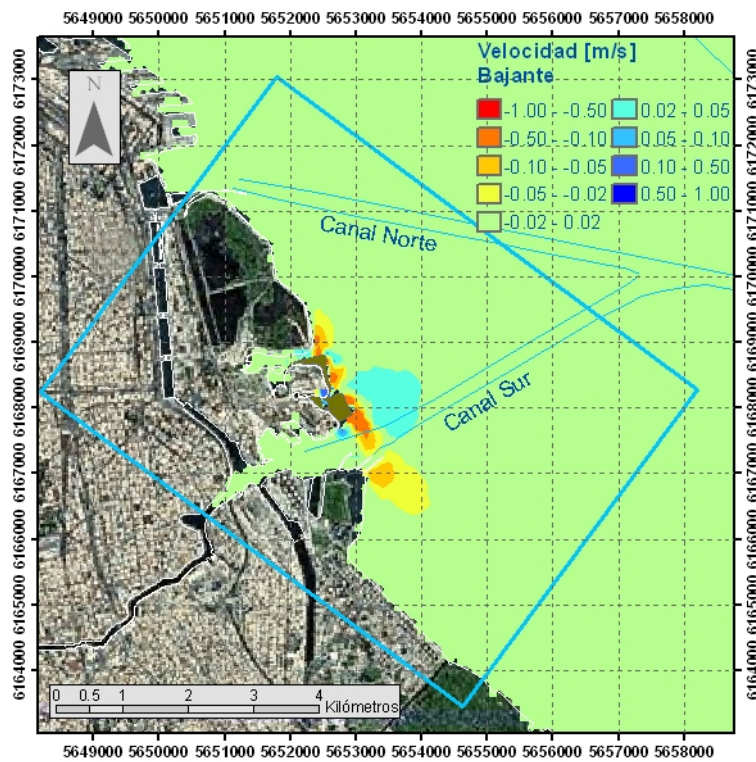 5649000 5650000 5651000 5652000 5653000 5654000 5655000 5656000 5657000 5658000
6173000 6172000 6171000 6170000 6169000 6168000 6167000 6166000 6165000 6164000
N
Velocidad [m/s]
Bajante
-1.00 - -0.50 0.02 - 0.05
-0.50 - -0.10 0.05 - 0.10
-0.10 - -0.05 0.10 - 0.50
-0.05 - -0.02 0.50 - 1.00
-0.02 - 0.02
Canal Norte
Canal Sur
6173000 6172000 6171000 6170000 6169000 6168000 6167000 6166000 6165000 6164000
0 0.5 1 2 3 4
Kilómetros
5649000 5650000 5651000 5652000 5653000 5654000 5655000 5656000 5657000 5658000